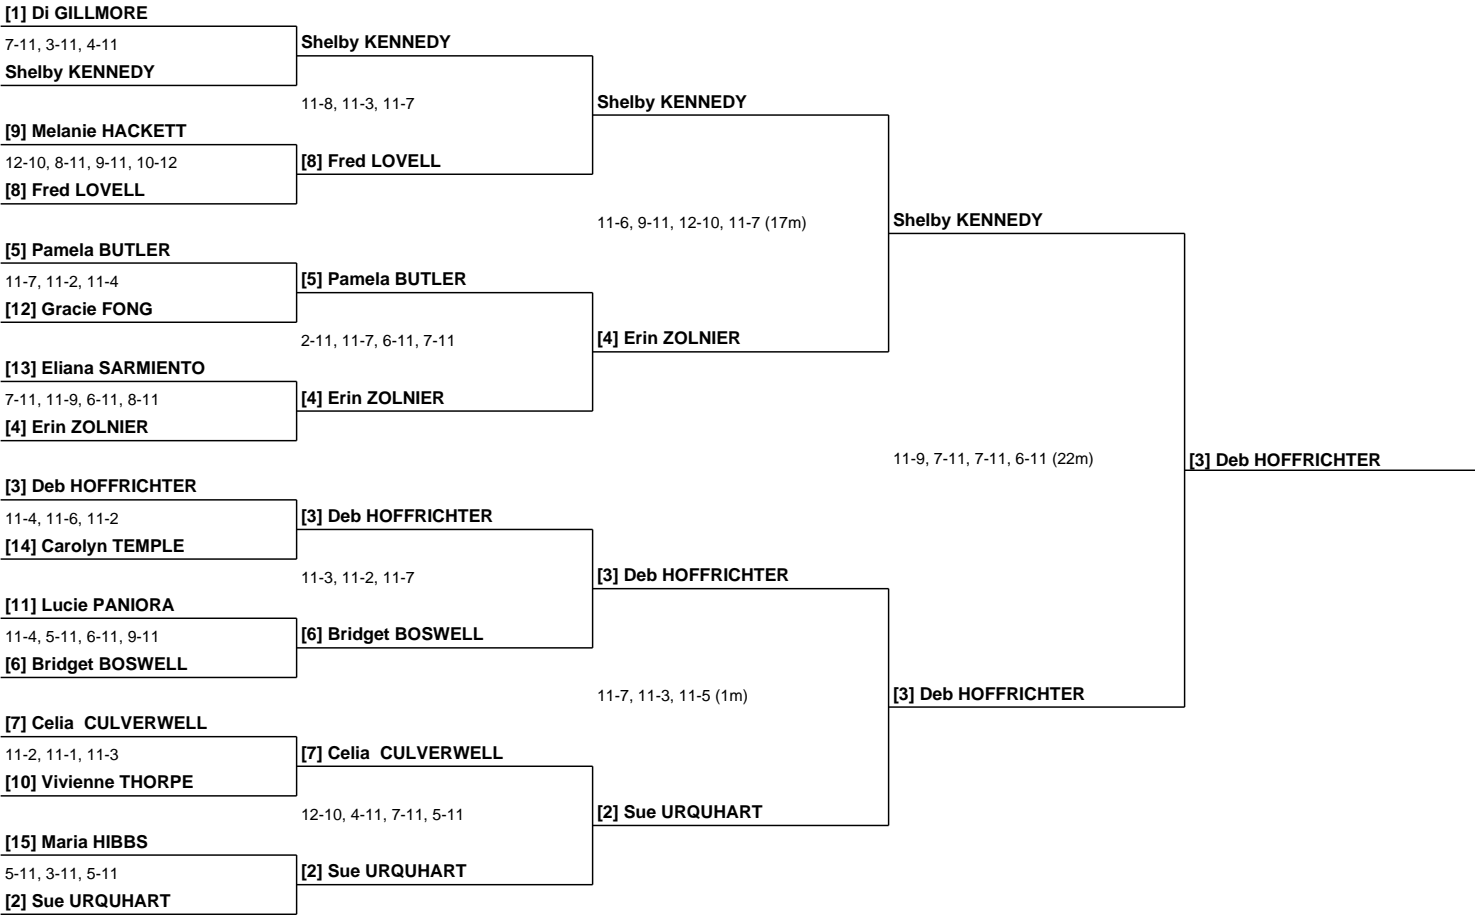 [1] Di GILLMORE
7-11, 3-11, 4-11
Shelby KENNEDY
[9] Melanie HACKETT
12-10, 8-11, 9-11, 10-12
[8] Fred LOVELL
[5] Pamela BUTLER
11-7, 11-2, 11-4
[12] Gracie FONG
[13] Eliana SARMIENTO
7-11, 11-9, 6-11, 8-11
[4] Erin ZOLNIER
[3] Deb HOFFRICHTER
11-4, 11-6, 11-2
[14] Carolyn TEMPLE
[11] Lucie PANIORA
11-4, 5-11, 6-11, 9-11
[6] Bridget BOSWELL
[7] Celia  CULVERWELL
11-2, 11-1, 11-3
[10] Vivienne THORPE
[15] Maria HIBBS
5-11, 3-11, 5-11
[2] Sue URQUHART
Shelby KENNEDY
11-8, 11-3, 11-7
[8] Fred LOVELL
[5] Pamela BUTLER
2-11, 11-7, 6-11, 7-11
[4] Erin ZOLNIER
[3] Deb HOFFRICHTER
11-3, 11-2, 11-7
[6] Bridget BOSWELL
[7] Celia  CULVERWELL
12-10, 4-11, 7-11, 5-11
[2] Sue URQUHART
Shelby KENNEDY
11-6, 9-11, 12-10, 11-7 (17m)
[4] Erin ZOLNIER
[3] Deb HOFFRICHTER
11-7, 11-3, 11-5 (1m)
[2] Sue URQUHART
Shelby KENNEDY
11-9, 7-11, 7-11, 6-11 (22m)
[3] Deb HOFFRICHTER
[3] Deb HOFFRICHTER